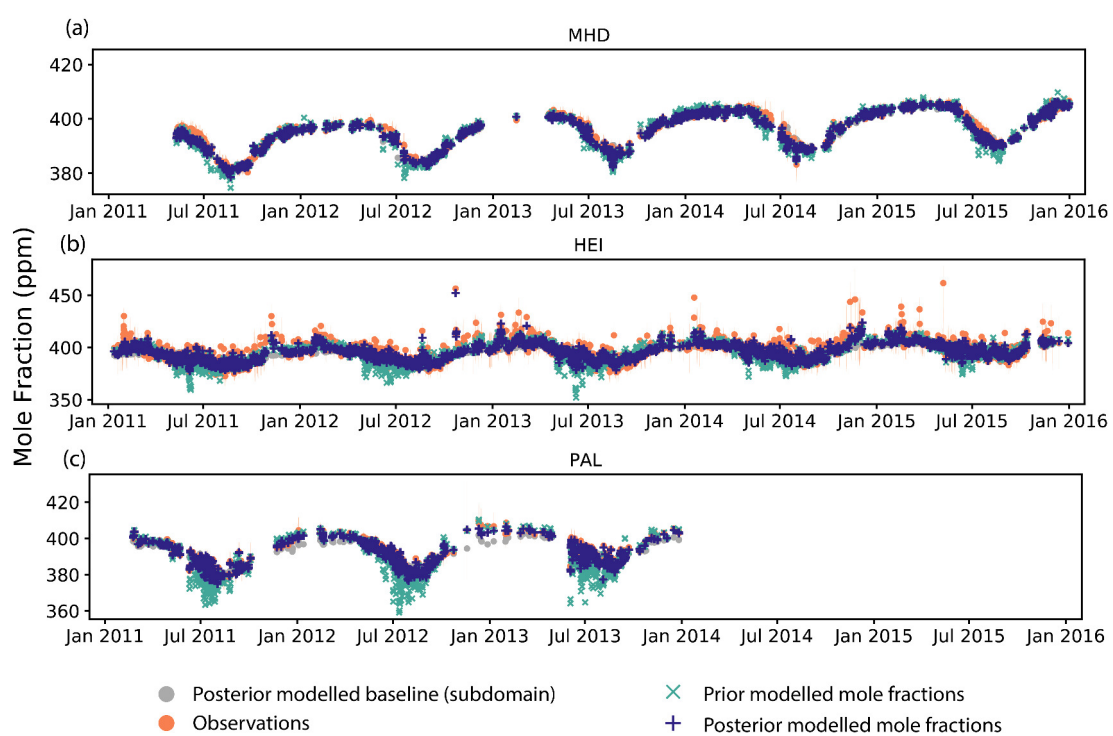 (a)
MHD
420
400
380
Jan 2011 Jul 2011 Jan 2012 Jul 2012 Jan 2013 Jul 2013 Jan 2014 Jul 2014 Jan 2015 Jul 2015 Jan 2016
(b)
HEI
Mole Fraction (ppm)
450
400
350
Jan 2011 Jul 2011 Jan 2012 Jul 2012 Jan 2013 Jul 2013 Jan 2014 Jul 2014 Jan 2015 Jul 2015 Jan 2016
(c)
PAL
420
400
380
360
Jan 2011 Jul 2011 Jan 2012 Jul 2012 Jan 2013 Jul 2013 Jan 2014 Jul 2014 Jan 2015 Jul 2015 Jan 2016
Posterior modelled baseline (subdomain)
Observations
Prior modelled mole fractions
Posterior modelled mole fractions